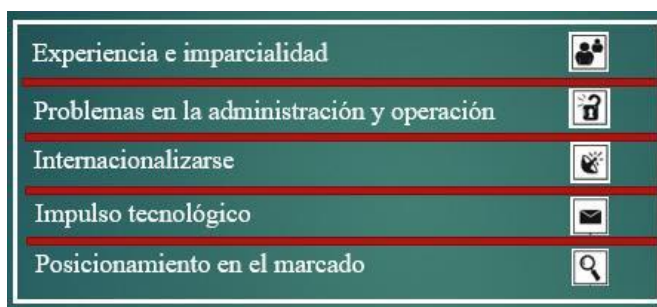 Experiencia e imparcialidad
Problemas en la administración y operación
Internacionalizarse
Impulso tecnológico
Posicionamiento en el marcado